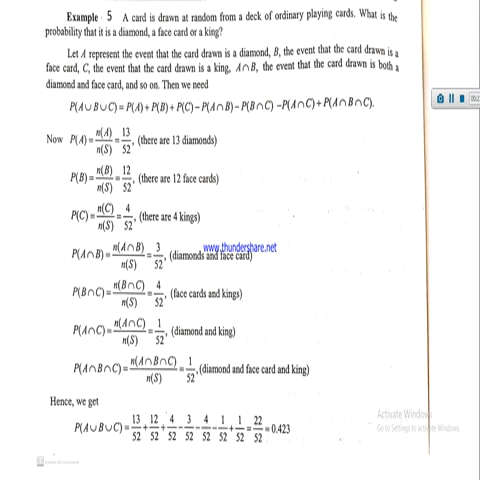 Example 5 A card is drawn at random from a deck of ordinary playing cards. What is the
probability that it is a diamond, a face card or a king?
Let A represent the event that the card drawn is a diamond, B, the event that the card drawn is a
face card, C, the event that the card drawn is a king, A∩B, the event that the card drawn is both a
diamond and face card, and so on. Then we need
P(A∪B∪C) = P(A) + P(B) + P(C) – P(A∩B) – P(B∩C) – P(A∩C) + P(A∩B∩C).
Now P(A) = n(A)/n(S) = 13/52, (there are 13 diamonds)
P(B) = n(B)/n(S) = 12/52, (there are 12 face cards)
P(C) = n(C)/n(S) = 4/52, (there are 4 kings)
www.thundershare.net
P(A∩B) = n(A∩B)/n(S) = 3/52, (diamonds and face card)
P(B∩C) = n(B∩C)/n(S) = 4/52, (face cards and kings)
P(A∩C) = n(A∩C)/n(S) = 1/52, (diamond and king)
P(A∩B∩C) = n(A∩B∩C)/n(S) = 1/52, (diamond and face card and king)
Hence, we get
P(A∪B∪C) = 13/52 + 12/52 + 4/52 – 3/52 – 4/52 – 1/52 + 1/52 = 22/52 = 0.423
Activate Windows
Go to Settings to activate Windows.